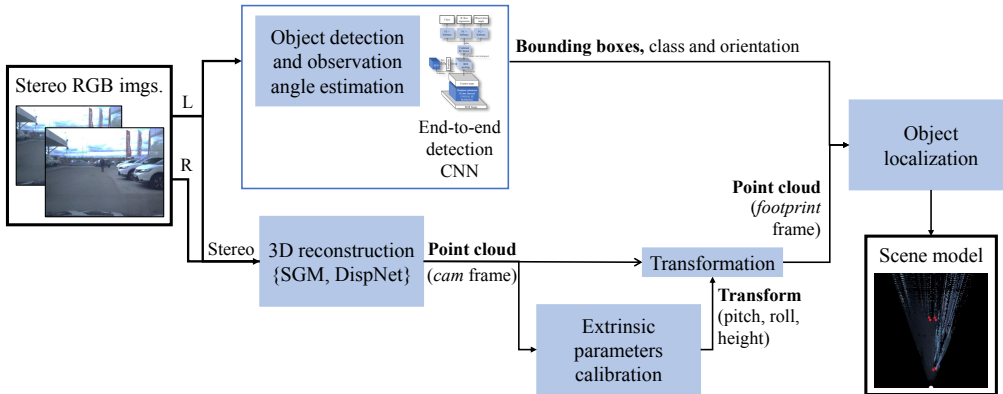 Stereo RGB imgs.
L
R
Stereo
Object detection
and observation
angle estimation
End-to-end
detection
CNN
Bounding boxes, class and orientation
3D reconstruction
{SGM, DispNet}
Point cloud
(cam frame)
Extrinsic
parameters
calibration
Transformation
Transform
(pitch, roll,
height)
Point cloud
(footprint
frame)
Object
localization
Scene model